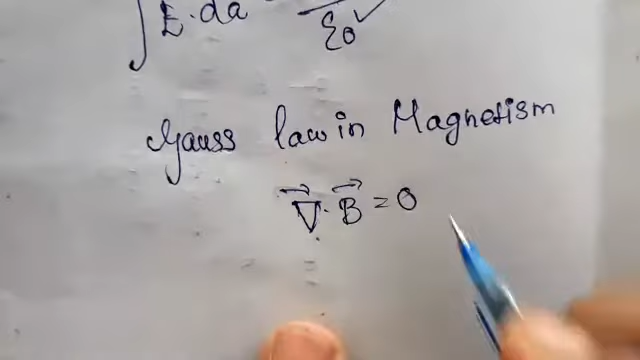 ∫ E · da
ε0 ✓
Gauss law in Magnetism
∇ · B = 0